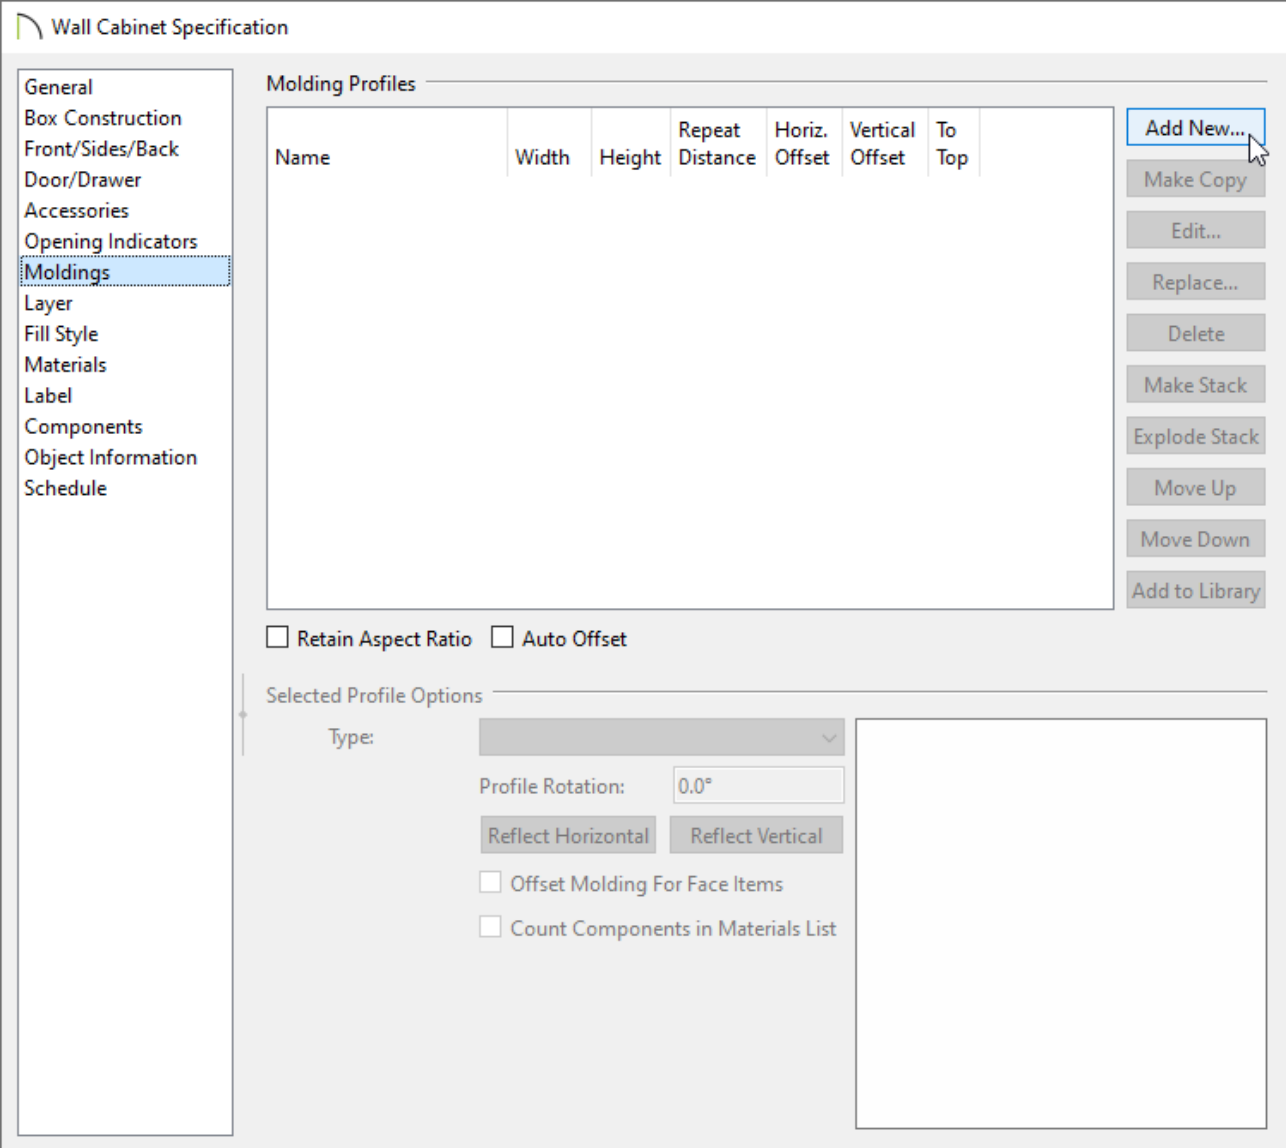 Wall Cabinet Specification
General
Box Construction
Front/Sides/Back
Door/Drawer
Accessories
Opening Indicators
Moldings
Layer
Fill Style
Materials
Label
Components
Object Information
Schedule
Molding Profiles
Name Width Height Repeat Distance Horiz. Offset Vertical Offset To Top
Add New...
Make Copy
Edit...
Replace...
Delete
Make Stack
Explode Stack
Move Up
Move Down
Add to Library
Retain Aspect Ratio Auto Offset
Selected Profile Options
Type:
Profile Rotation: 0.0°
Reflect Horizontal Reflect Vertical
Offset Molding For Face Items
Count Components in Materials List